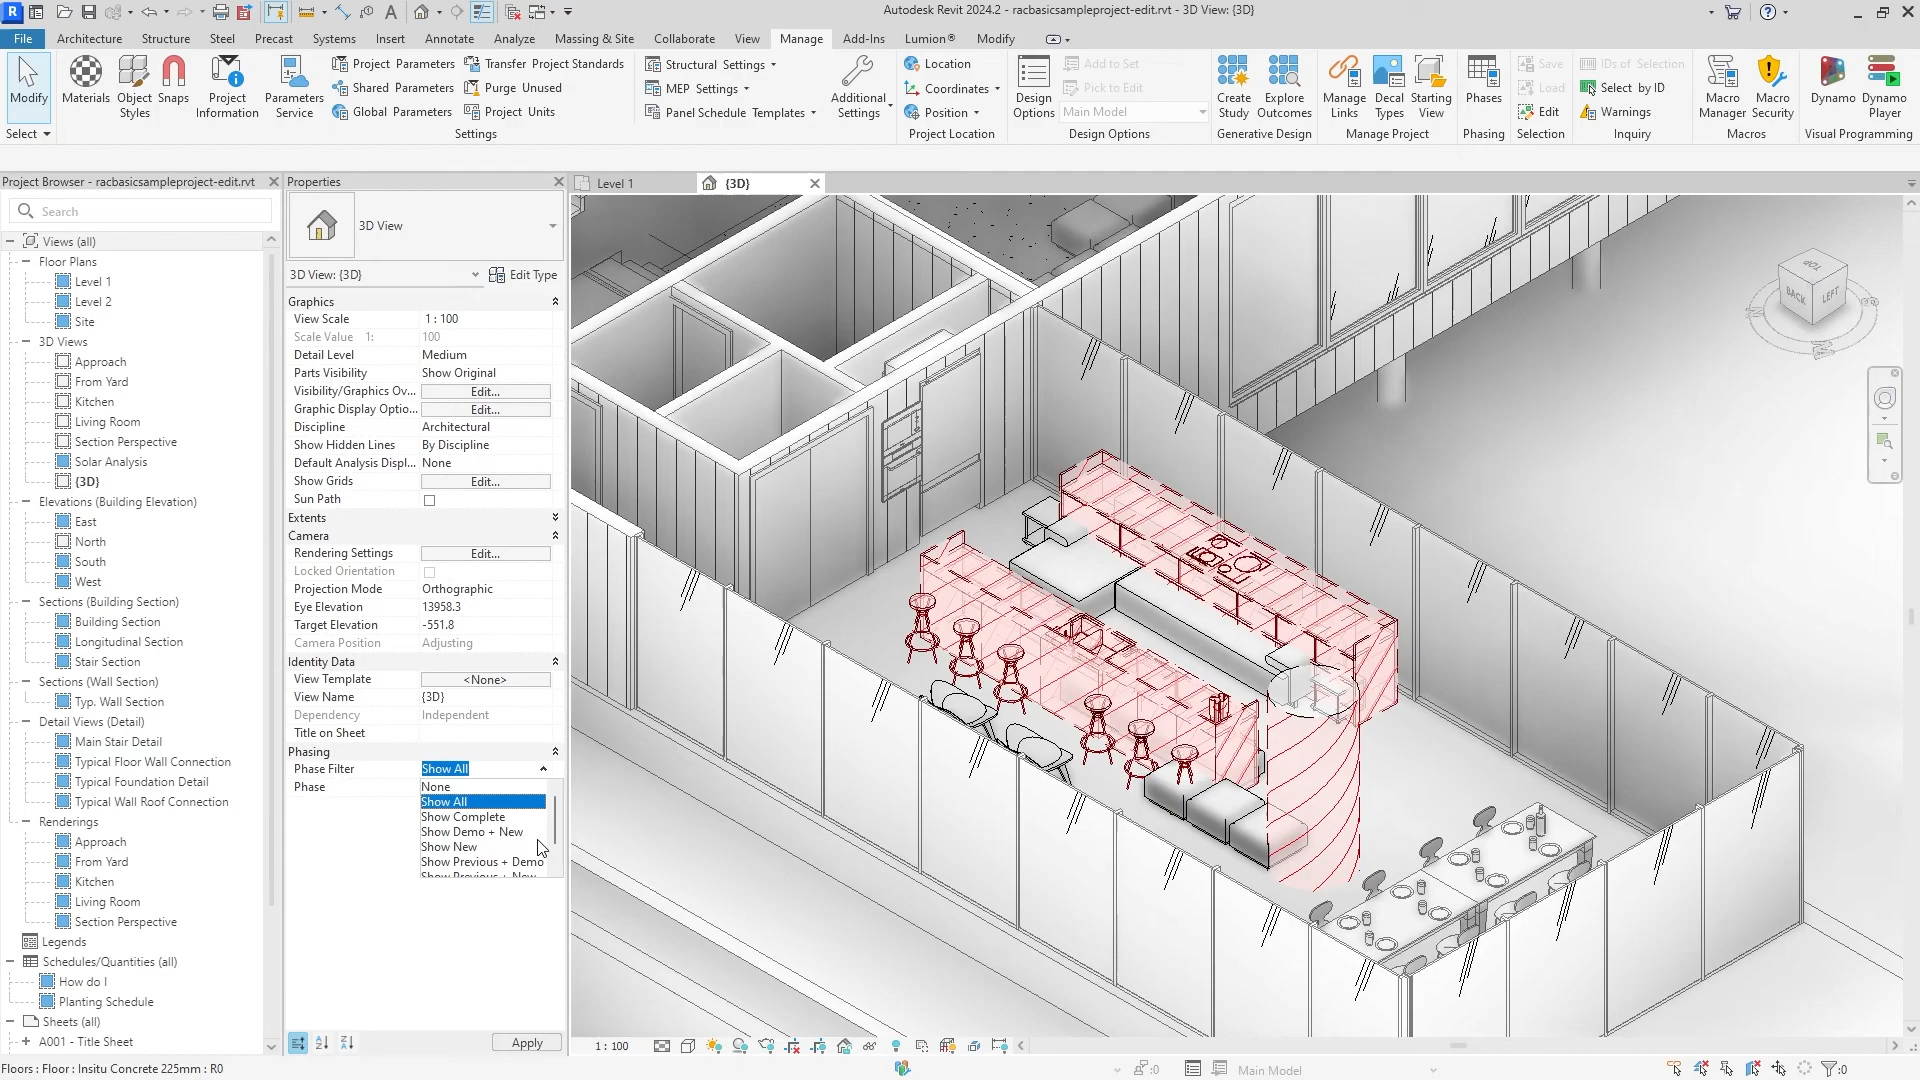 Autodesk Revit 2024.2 - racbasicsampleproject-edit.rvt - 3D View: {3D}
File Architecture Structure Steel Precast Systems Insert Annotate Analyze Massing & Site Collaborate View Manage Add-Ins Lumion® Modify
Modify
Select
Materials
Object Styles
Snaps
Project Information
Parameters Service
Project Parameters
Shared Parameters
Global Parameters
Transfer Project Standards
Purge Unused
Project Units
Settings
Structural Settings
MEP Settings
Panel Schedule Templates
Additional Settings
Location
Coordinates
Position
Project Location
Design Options
Add to Set
Pick to Edit
Main Model
Design Options
Create Study
Explore Outcomes
Generative Design
Manage Links
Decal Types
Starting View
Manage Project
Phases
Phasing
Save
Load
Edit
Selection
IDs of Selection
Select by ID
Warnings
Inquiry
Macro Manager
Macro Security
Macros
Dynamo
Dynamo Player
Visual Programming
Project Browser - racbasicsampleproject-edit.rvt
Search
Views (all)
Floor Plans
Level 1
Level 2
Site
3D Views
Approach
From Yard
Kitchen
Living Room
Section Perspective
Solar Analysis
{3D}
Elevations (Building Elevation)
East
North
South
West
Sections (Building Section)
Building Section
Longitudinal Section
Stair Section
Sections (Wall Section)
Typ. Wall Section
Detail Views (Detail)
Main Stair Detail
Typical Floor Wall Connection
Typical Foundation Detail
Typical Wall Roof Connection
Renderings
Approach
From Yard
Kitchen
Living Room
Section Perspective
Legends
Schedules/Quantities (all)
How do I
Planting Schedule
Sheets (all)
A001 - Title Sheet
Properties
3D View
3D View: {3D} Edit Type
Graphics
View Scale 1 : 100
Scale Value 1: 100
Detail Level Medium
Parts Visibility Show Original
Visibility/Graphics Ov... Edit...
Graphic Display Optio... Edit...
Discipline Architectural
Show Hidden Lines By Discipline
Default Analysis Displ... None
Show Grids Edit...
Sun Path
Extents
Camera
Rendering Settings Edit...
Locked Orientation
Projection Mode Orthographic
Eye Elevation 13958.3
Target Elevation -551.8
Camera Position Adjusting
Identity Data
View Template <None>
View Name {3D}
Dependency Independent
Title on Sheet
Phasing
Phase Filter Show All
Phase
None
Show All
Show Complete
Show Demo + New
Show New
Show Previous + Demo
Show Previous + New
Apply
Level 1 {3D}
TOP
BACK LEFT
1 : 100
Floors : Floor : Insitu Concrete 225mm : R0
:0
Main Model
:0